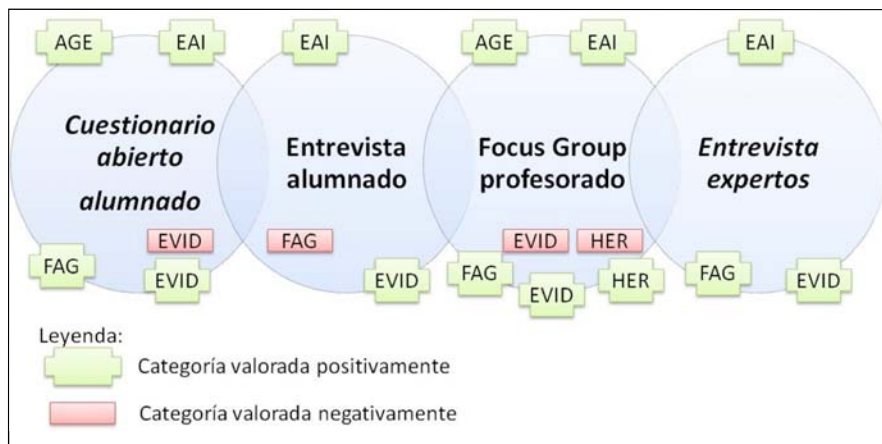 AGE
EAI
EAI
AGE
EAI
EAI
Cuestionario
abierto
alumnado
Entrevista
alumnado
Focus Group
profesorado
Entrevista
expertos
EVID
FAG
EVID
HER
FAG
EVID
EVID
FAG
EVID
HER
FAG
EVID
Leyenda:
Categoría valorada positivamente
Categoría valorada negativamente